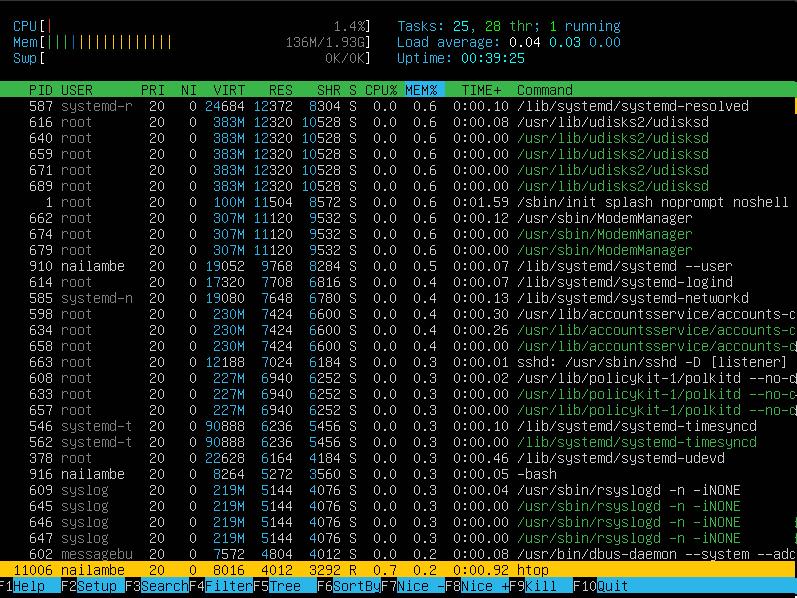 CPU[| 1.4%] Tasks: 25, 28 thr; 1 running
Mem[|||||||||||||||| 136M/1.93G] Load average: 0.04 0.03 0.00
Swp[ 0K/0K] Uptime: 00:39:25
PID USER PRI NI VIRT RES SHR S CPU% MEM% TIME+ Command
587 systemd-r 20 0 24684 12372 8304 S 0.0 0.6 0:00.10 /lib/systemd/systemd-resolved
616 root 20 0 383M 12320 10528 S 0.0 0.6 0:00.08 /usr/lib/udisks2/udisksd
640 root 20 0 383M 12320 10528 S 0.0 0.6 0:00.00 /usr/lib/udisks2/udisksd
659 root 20 0 383M 12320 10528 S 0.0 0.6 0:00.00 /usr/lib/udisks2/udisksd
671 root 20 0 383M 12320 10528 S 0.0 0.6 0:00.00 /usr/lib/udisks2/udisksd
689 root 20 0 383M 12320 10528 S 0.0 0.6 0:00.00 /usr/lib/udisks2/udisksd
1 root 20 0 100M 11504 8572 S 0.0 0.6 0:01.59 /sbin/init splash noprompt noshell
662 root 20 0 307M 11120 9532 S 0.0 0.6 0:00.12 /usr/sbin/ModemManager
674 root 20 0 307M 11120 9532 S 0.0 0.6 0:00.00 /usr/sbin/ModemManager
679 root 20 0 307M 11120 9532 S 0.0 0.6 0:00.00 /usr/sbin/ModemManager
910 nailambe 20 0 19052 9768 8284 S 0.0 0.5 0:00.07 /lib/systemd/systemd --user
614 root 20 0 17320 7708 6816 S 0.0 0.4 0:00.07 /lib/systemd/systemd-logind
585 systemd-n 20 0 19080 7648 6780 S 0.0 0.4 0:00.13 /lib/systemd/systemd-networkd
598 root 20 0 230M 7424 6600 S 0.0 0.4 0:00.30 /usr/lib/accountsservice/accounts-c
634 root 20 0 230M 7424 6600 S 0.0 0.4 0:00.26 /usr/lib/accountsservice/accounts-c
658 root 20 0 230M 7424 6600 S 0.0 0.4 0:00.00 /usr/lib/accountsservice/accounts-c
663 root 20 0 12188 7024 6184 S 0.0 0.3 0:00.01 sshd: /usr/sbin/sshd -D [listener]
608 root 20 0 227M 6940 6252 S 0.0 0.3 0:00.02 /usr/lib/policykit-1/polkitd --no-c
633 root 20 0 227M 6940 6252 S 0.0 0.3 0:00.00 /usr/lib/policykit-1/polkitd --no-c
657 root 20 0 227M 6940 6252 S 0.0 0.3 0:00.00 /usr/lib/policykit-1/polkitd --no-c
546 systemd-t 20 0 90888 6236 5456 S 0.0 0.3 0:00.10 /lib/systemd/systemd-timesyncd
562 systemd-t 20 0 90888 6236 5456 S 0.0 0.3 0:00.00 /lib/systemd/systemd-timesyncd
378 root 20 0 22628 6164 4184 S 0.0 0.3 0:00.46 /lib/systemd/systemd-udevd
916 nailambe 20 0 8264 5272 3560 S 0.0 0.3 0:00.05 -bash
609 syslog 20 0 219M 5144 4076 S 0.0 0.3 0:00.04 /usr/sbin/rsyslogd -n -iNONE
645 syslog 20 0 219M 5144 4076 S 0.0 0.3 0:00.00 /usr/sbin/rsyslogd -n -iNONE
646 syslog 20 0 219M 5144 4076 S 0.0 0.3 0:00.00 /usr/sbin/rsyslogd -n -iNONE
647 syslog 20 0 219M 5144 4076 S 0.0 0.3 0:00.00 /usr/sbin/rsyslogd -n -iNONE
602 messagebu 20 0 7572 4804 4012 S 0.0 0.2 0:00.08 /usr/bin/dbus-daemon --system --adc
11006 nailambe 20 0 8016 4012 3292 R 0.7 0.2 0:00.92 htop
F1Help F2Setup F3SearchF4FilterF5Tree F6SortByF7Nice -F8Nice +F9Kill F10Quit